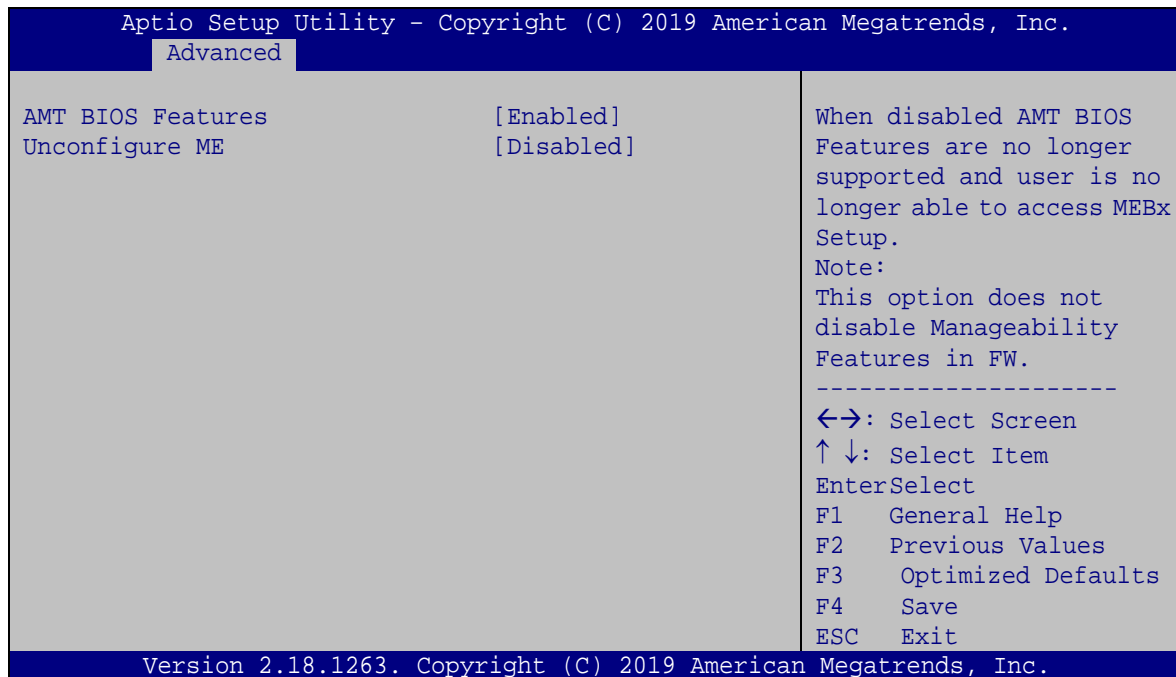 Aptio Setup Utility – Copyright (C) 2019 American Megatrends, Inc.
Advanced
AMT BIOS Features [Enabled]
Unconfigure ME [Disabled]
When disabled AMT BIOS
Features are no longer
supported and user is no
longer able to access MEBx
Setup.
Note:
This option does not
disable Manageability
Features in FW.
---------------------
←→: Select Screen
↑ ↓: Select Item
EnterSelect
F1 General Help
F2 Previous Values
F3 Optimized Defaults
F4 Save
ESC Exit
Version 2.18.1263. Copyright (C) 2019 American Megatrends, Inc.